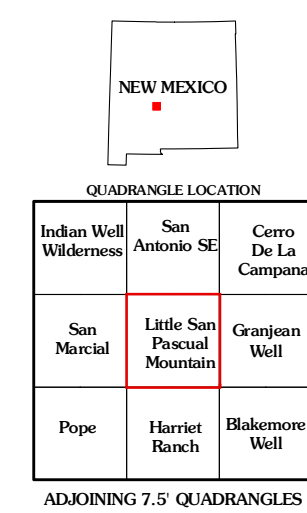 NEW MEXICO
QUADRANGLE LOCATION
Indian Well
Wilderness
San
Antonio SE
Cerro
De La
Campana
San
Marcial
Little San
Pascual
Mountain
Granjean
Well
Pope
Harriet
Ranch
Blakemore
Well
ADJOINING 7.5' QUADRANGLES